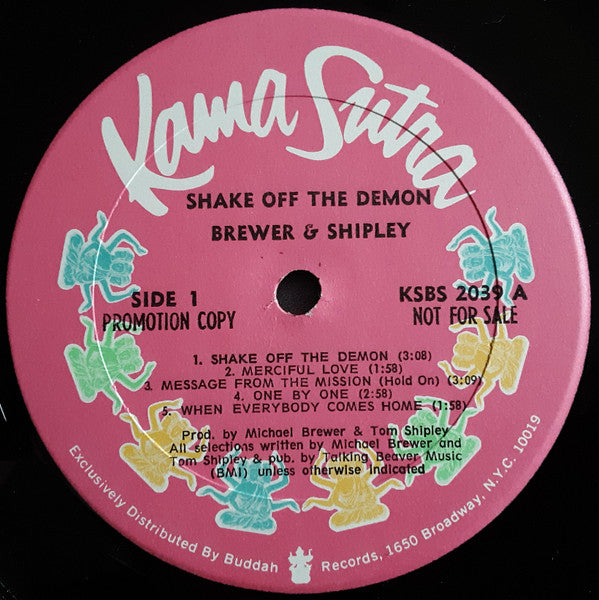 Kama Sutra
SHAKE OFF THE DEMON
BREWER & SHIPLEY
SIDE 1
PROMOTION COPY
KSBS 2039 A
NOT FOR SALE
1. SHAKE OFF THE DEMON (3:08)
2. MERCIFUL LOVE (1:58)
3. MESSAGE FROM THE MISSION (Hold On) (3:09)
4. ONE BY ONE (2:58)
5. WHEN EVERYBODY COMES HOME (1:58)
Prod. by Michael Brewer & Tom Shipley
All selections written by Michael Brewer and
Tom Shipley & pub. by Talking Beaver Music
(BMI) unless otherwise indicated
Exclusively Distributed By Buddah Records, 1650 Broadway, N.Y.C. 10019